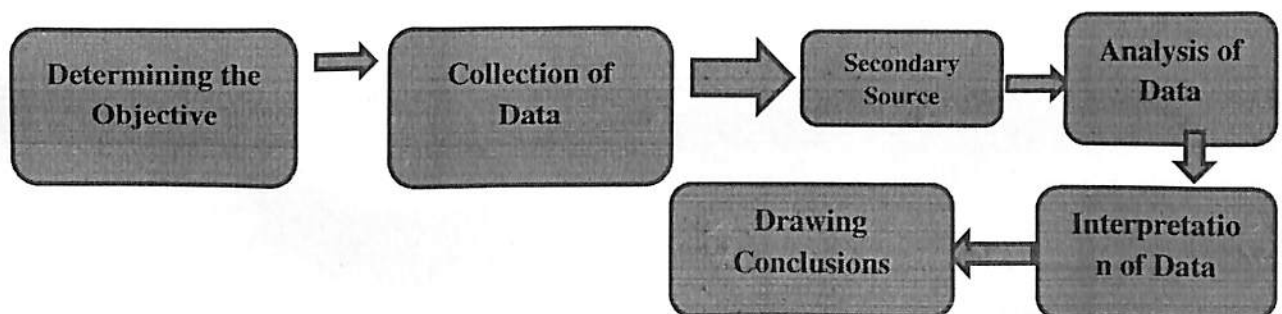 Determining the
Objective
Collection of
Data
Secondary
Source
Analysis of
Data
Interpretatio
n of Data
Drawing
Conclusions